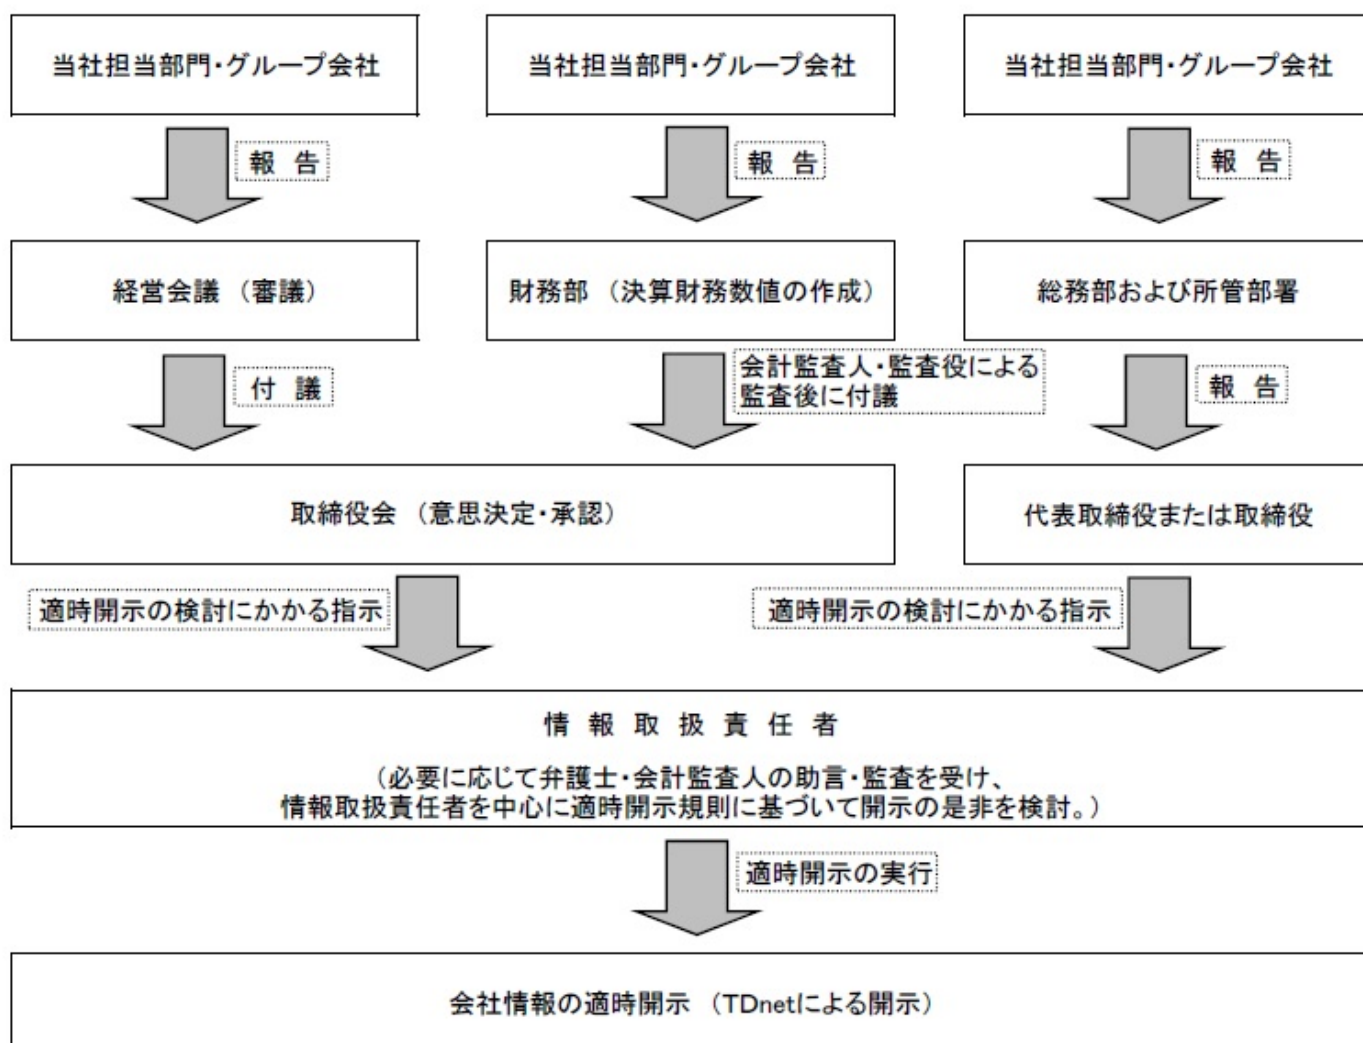 当社担当部門・グループ会社
当社担当部門・グループ会社
当社担当部門・グループ会社
報 告
報 告
報 告
経営会議 （審議）
財務部 （決算財務数値の作成）
総務部および所管部署
付 議
会計監査人・監査役による
監査後に付議
報 告
取締役会 （意思決定・承認）
代表取締役または取締役
適時開示の検討にかかる指示
適時開示の検討にかかる指示
情 報 取 扱 責 任 者
（必要に応じて弁護士・会計監査人の助言・監査を受け、
情報取扱責任者を中心に適時開示規則に基づいて開示の是非を検討。）
適時開示の実行
会社情報の適時開示 （TDnetによる開示）